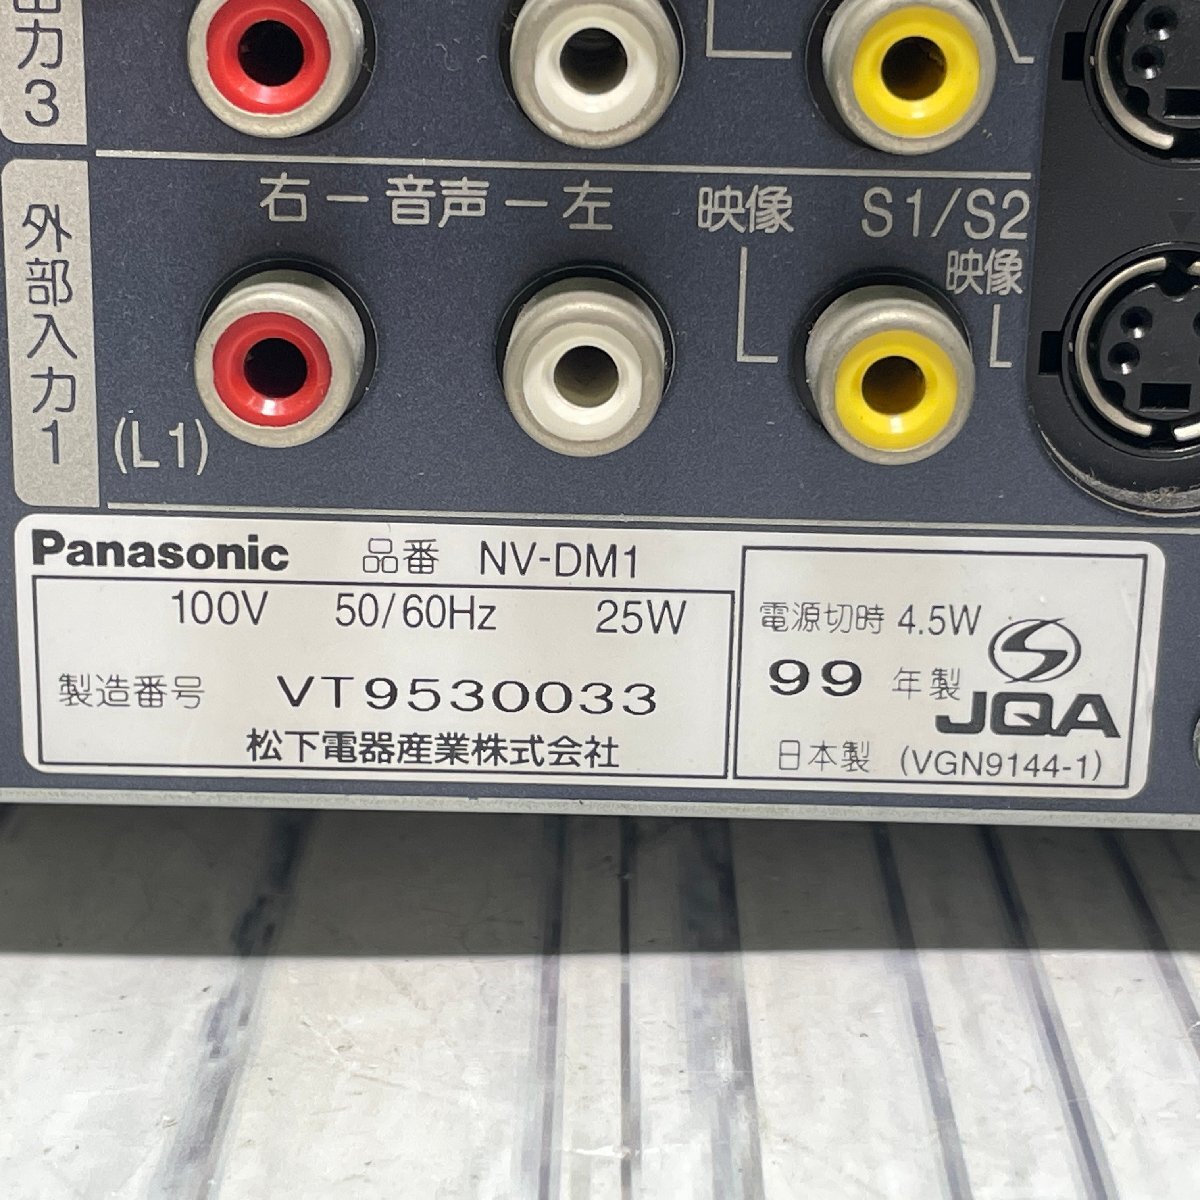 出力3
右 ー 音声 ー 左
映像
S1/S2
映像
外部入力1
(L1)
Panasonic 品番 NV-DM1
100V 50/60Hz 25W
製造番号 VT9530033
松下電器産業株式会社
電源切時 4.5W
99 年製
JQA
日本製 (VGN9144-1)